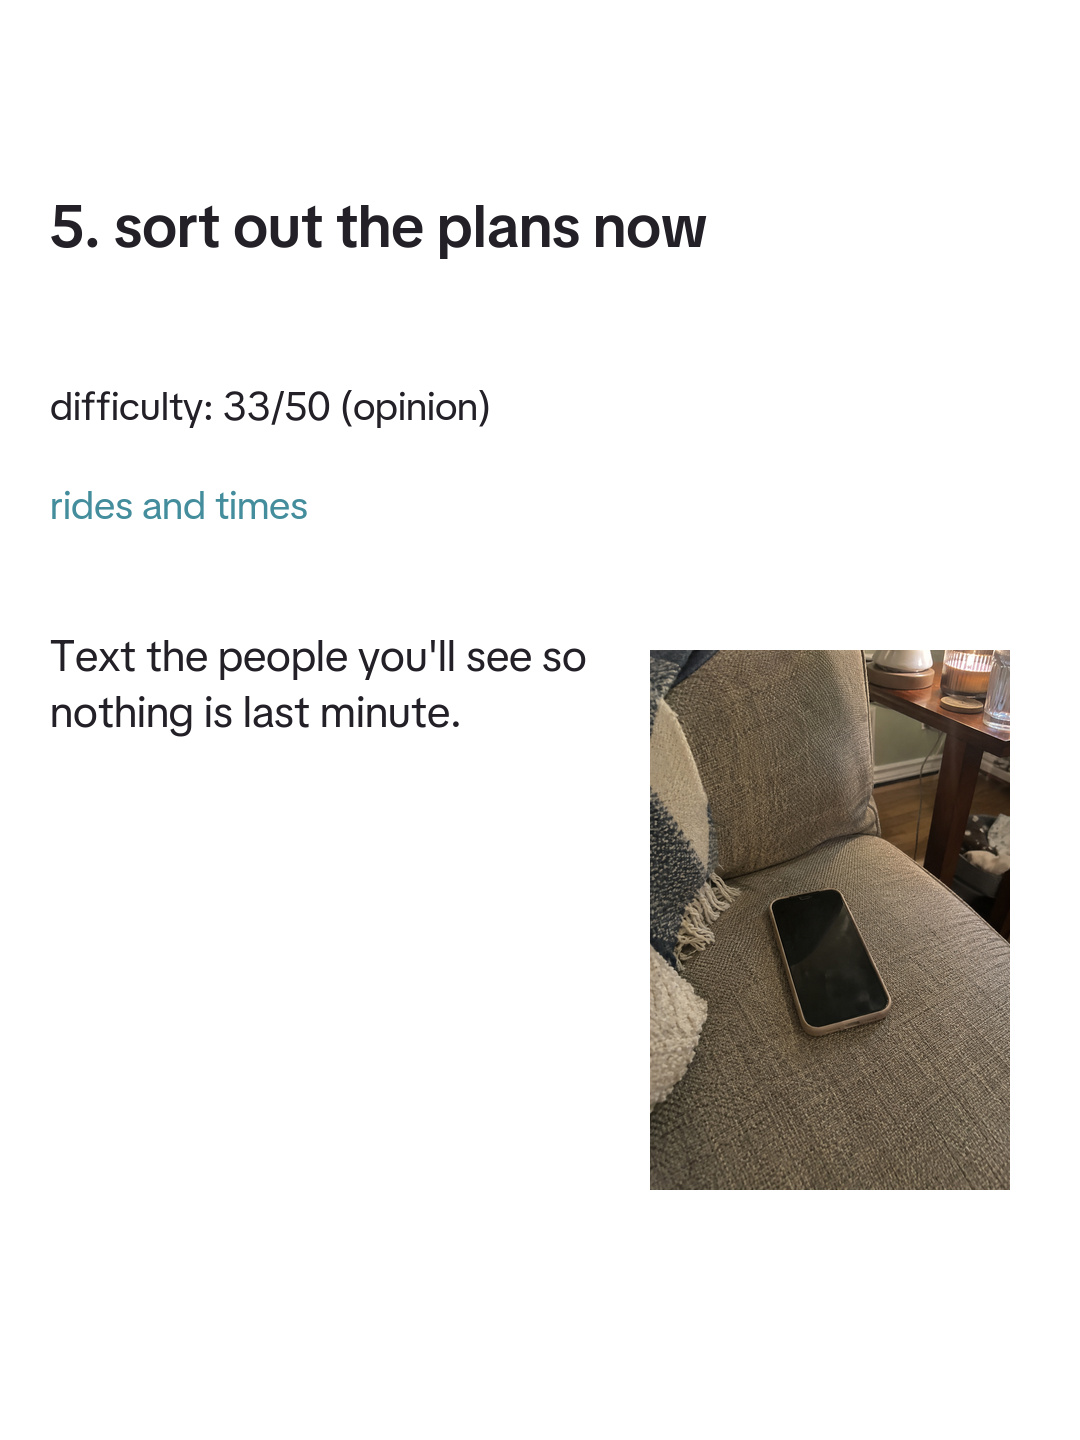 5. sort out the plans now
difficulty: 33/50 (opinion)
rides and times
Text the people you'll see so
nothing is last minute.